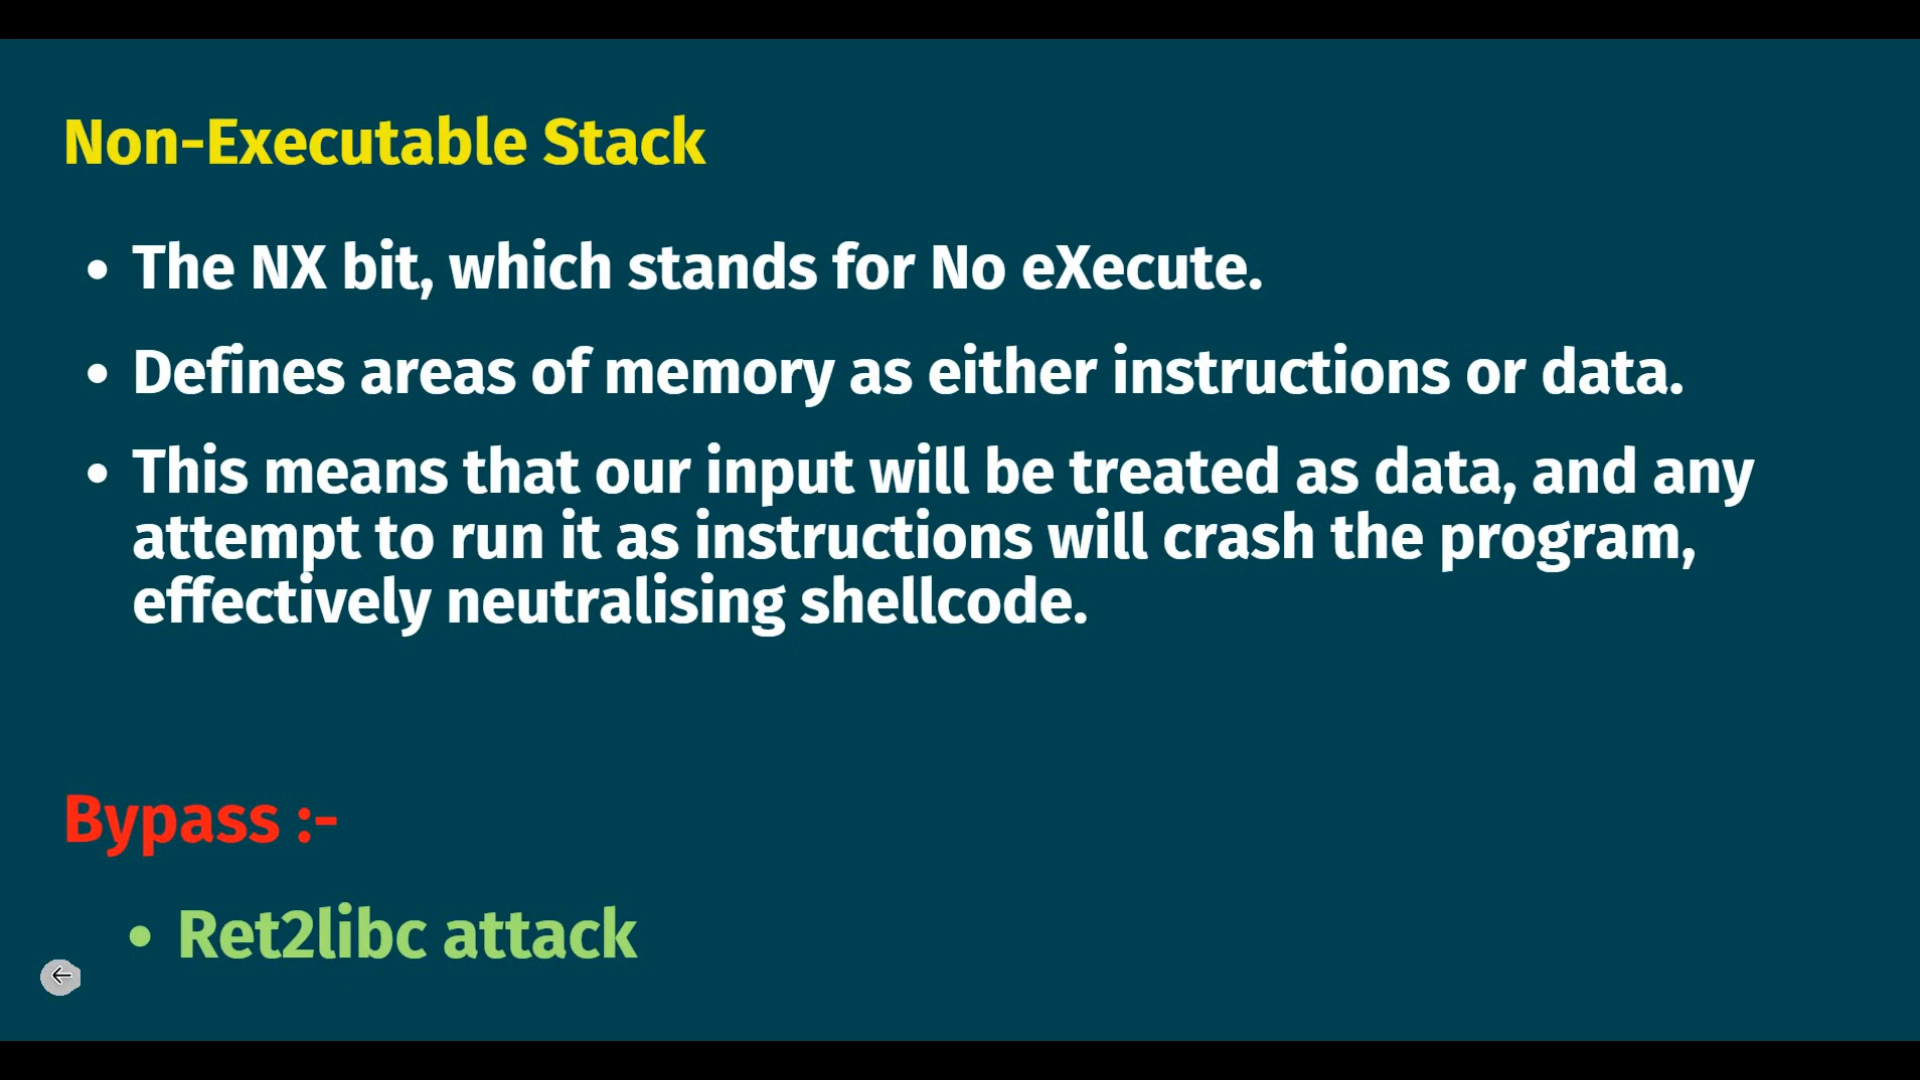 Non-Executable Stack
• The NX bit, which stands for No eXecute.
• Defines areas of memory as either instructions or data.
• This means that our input will be treated as data, and any
attempt to run it as instructions will crash the program,
effectively neutralising shellcode.
Bypass :-
• Ret2libc attack